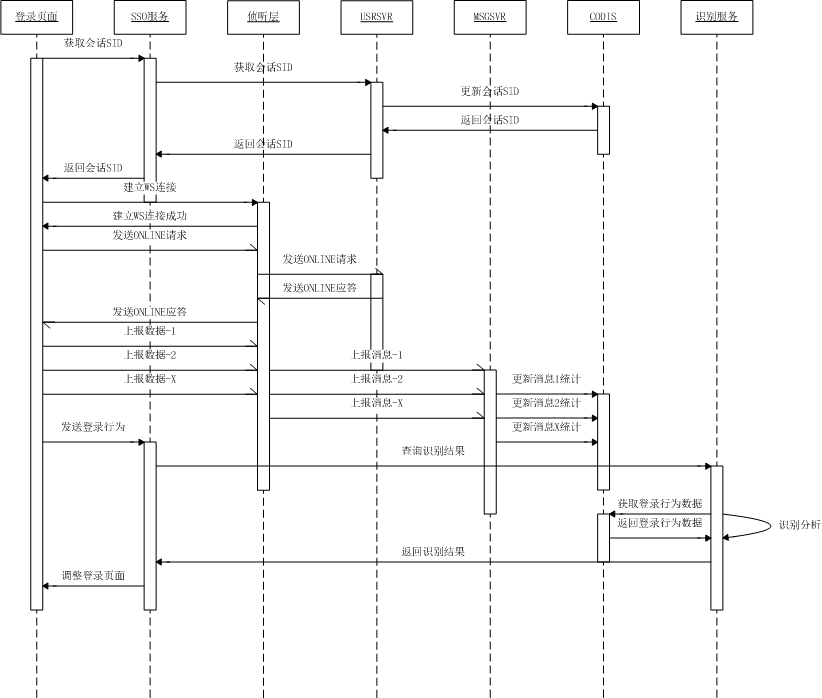 登录页面
SSO服务
侦听层
USRSVR
MSGSVR
CODIS
识别服务
获取会话SID
获取会话SID
更新会话SID
返回会话SID
返回会话SID
返回会话SID
建立WS连接
建立WS连接成功
发送ONLINE请求
发送ONLINE请求
发送ONLINE应答
发送ONLINE应答
上报数据-1
上报数据-2
上报消息-1
上报数据-X
上报消息-2
更新消息1统计
上报消息-X
更新消息2统计
发送登录行为
更新消息X统计
查询识别结果
获取登录行为数据
返回登录行为数据
识别分析
返回识别结果
调整登录页面